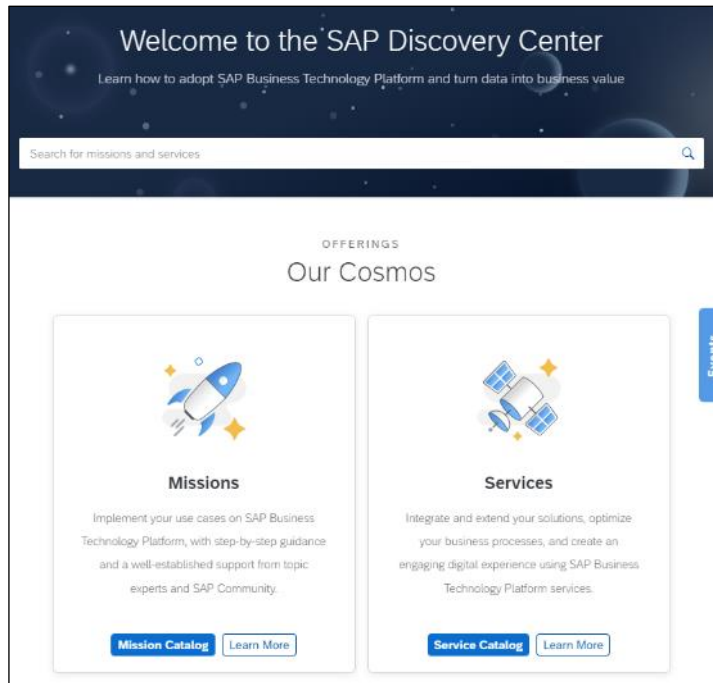 Welcome to the SAP Discovery Center
Learn how to adopt SAP Business Technology Platform and turn data into business value
Search for missions and services
OFFERINGS
Our Cosmos
Missions
Implement your use cases on SAP Business
Technology Platform, with step-by-step guidance
and a well-established support from topic
experts and SAP Community.
Mission Catalog
Learn More
Services
Integrate and extend your solutions, optimize
your business processes, and create an
engaging digital experience using SAP Business
Technology Platform services.
Service Catalog
Learn More
Events